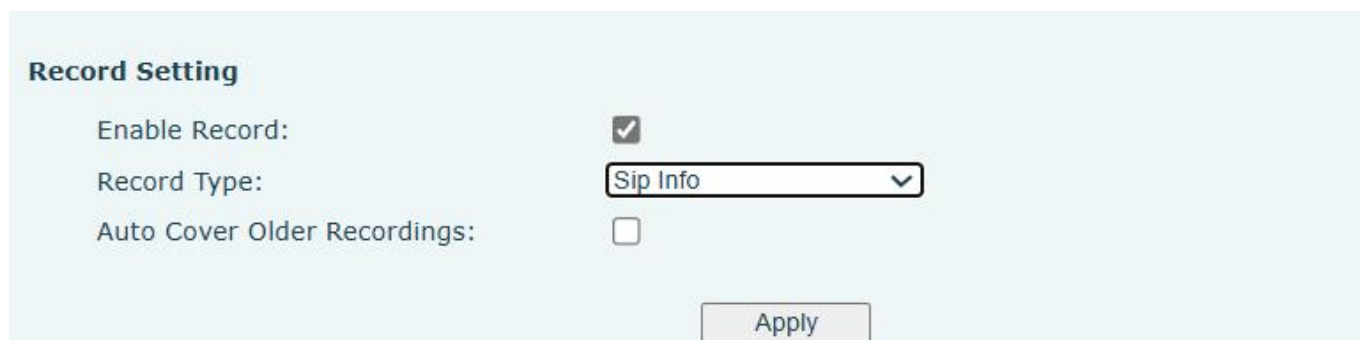 Record Setting
Enable Record:
Record Type: Sip Info
Auto Cover Older Recordings:
Apply